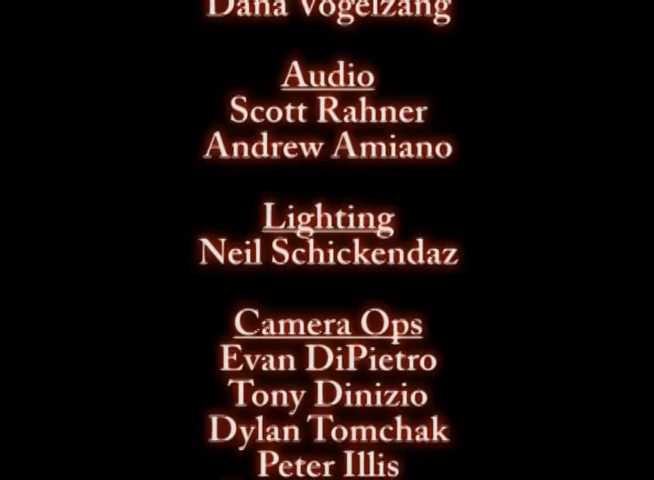 Dana Vogelzang
Audio
Scott Rahner
Andrew Amiano
Lighting
Neil Schickendaz
Camera Ops
Evan DiPietro
Tony Dinizio
Dylan Tomchak
Peter Illis